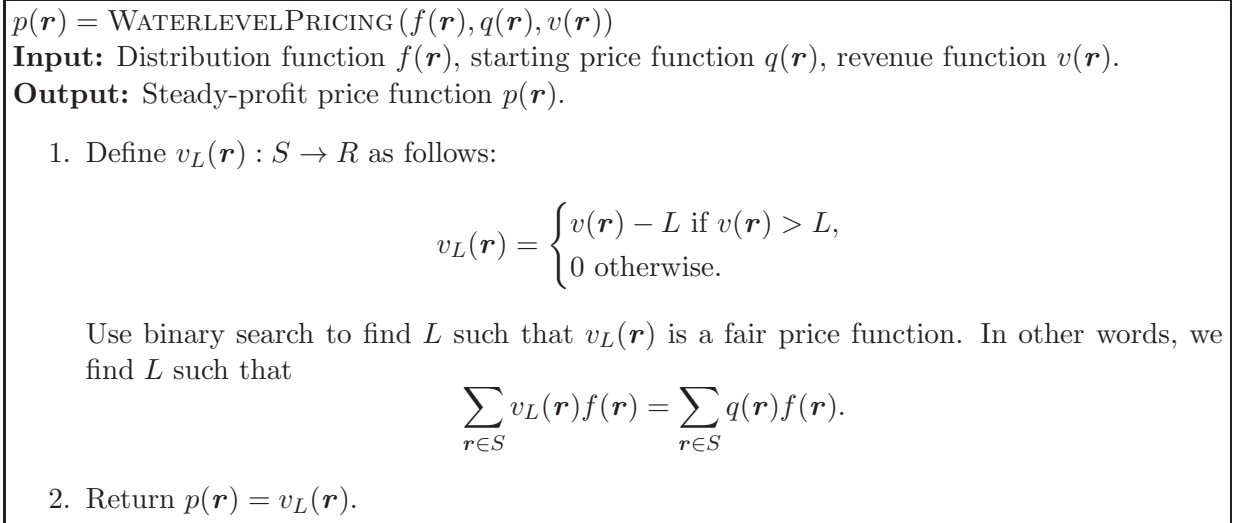 p(r) = WATERLEVELPRICING (f(r), q(r), v(r))
Input: Distribution function f(r), starting price function q(r), revenue function v(r).
Output: Steady-profit price function p(r).
1. Define v_L(r) : S → R as follows:
v_L(r) = { v(r) − L if v(r) > L,
0 otherwise.
Use binary search to find L such that v_L(r) is a fair price function. In other words, we
find L such that
∑_{r∈S} v_L(r)f(r) = ∑_{r∈S} q(r)f(r).
2. Return p(r) = v_L(r).